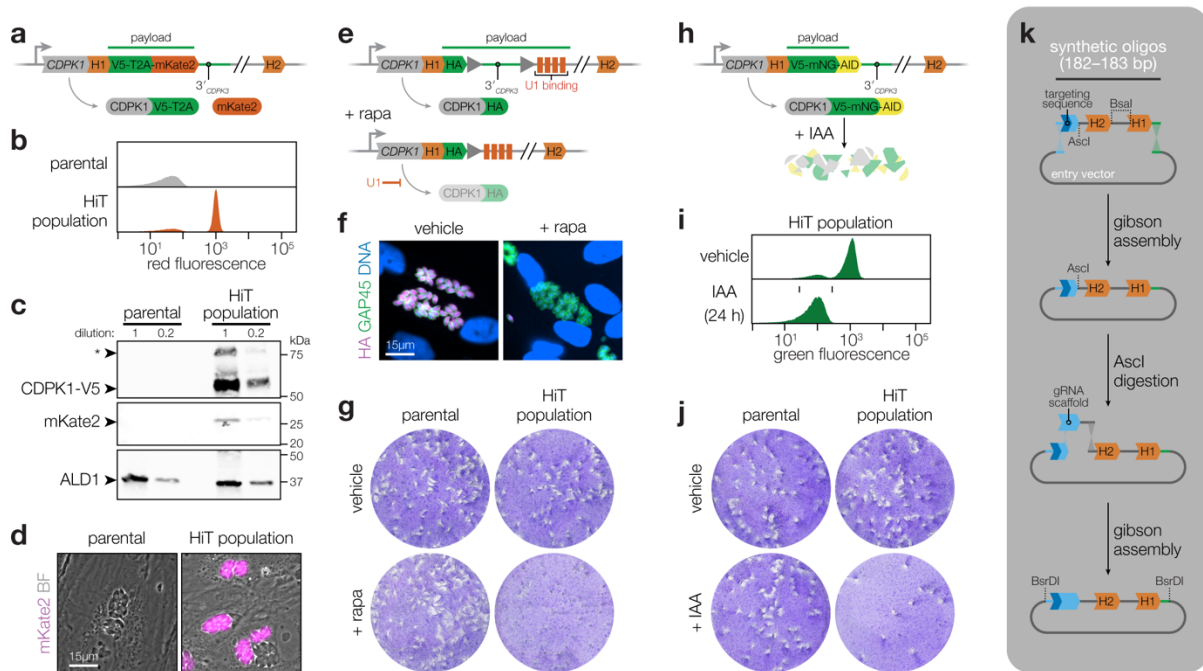 a
payload
CDPK1 H1 V5-T2A-mKate2 H2
3'CDPK3
CDPK1 V5-T2A mKate2
b
parental
HiT
population
10¹ 10³ 10⁵
red fluorescence
c
parental
HiT
population
dilution: 1 0.2 1 0.2
kDa
*
75
CDPK1-V5
50
mKate2
25
20
50
ALD1
37
d
parental HiT population
mKate2 BF
15μm
e
payload
CDPK1 H1 HA H2
3'CDPK3
U1 binding
CDPK1 HA
+ rapa
CDPK1 H1 HA H2
U1
CDPK1 HA
f
vehicle + rapa
HA GAP45 DNA
15μm
g
parental
HiT
population
vehicle
+ rapa
h
payload
CDPK1 H1 V5-mNG-AID H2
3'CDPK3
CDPK1 V5-mNG-AID
+ IAA
i
HiT population
vehicle
IAA
(24 h)
10¹ 10³ 10⁵
green fluorescence
j
parental
HiT
population
vehicle
+ IAA
k
synthetic oligos
(182–183 bp)
targeting
sequence
BsaI
H2 H1
AscI
entry vector
gibson
assembly
AscI
H2 H1
AscI
digestion
gRNA
scaffold
H2 H1
gibson
assembly
BsrDI BsrDI
H2 H1